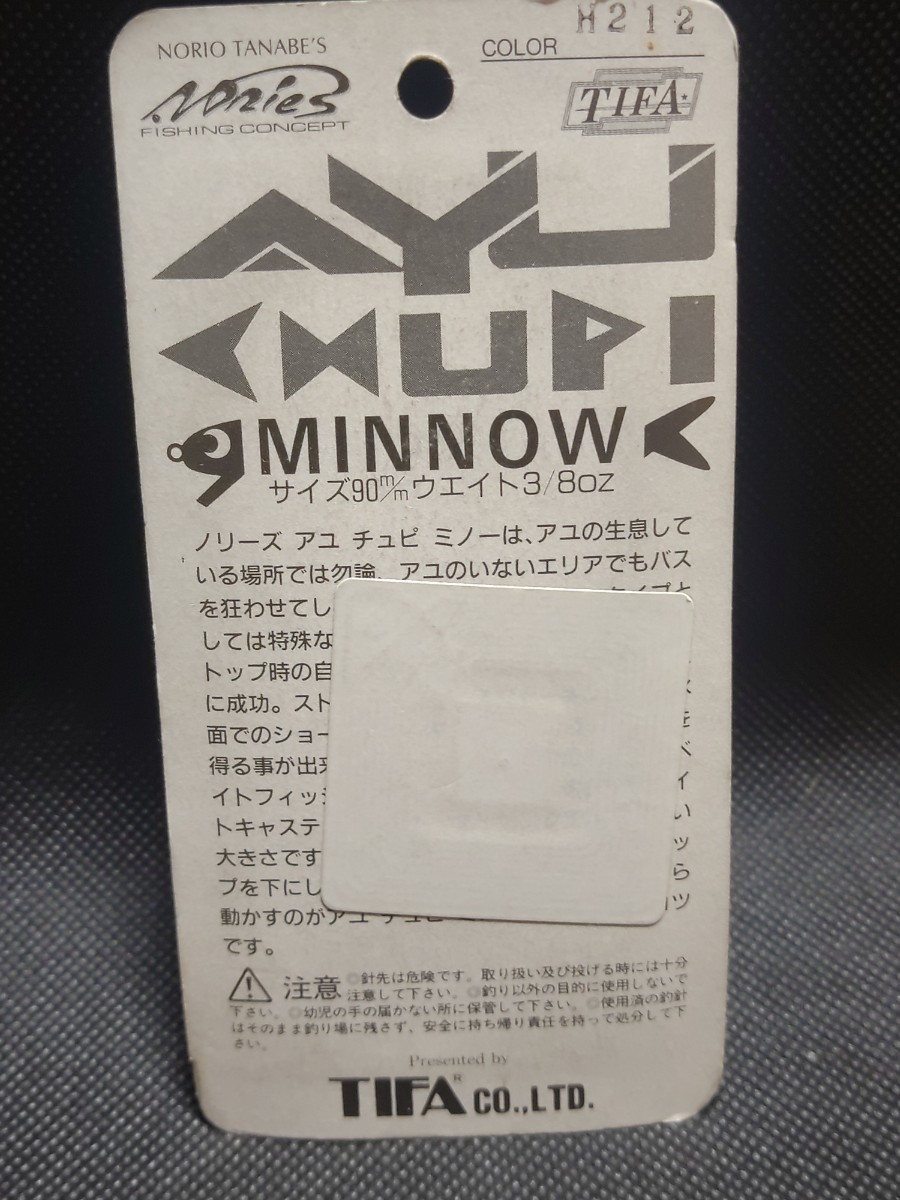 NORIO TANABE'S
Nories
FISHING CONCEPT
COLOR H212
TIFA
AYU
CHUPI
MINNOW
サイズ90m/mウエイト3/8oz
ノリーズ アユ チュピ ミノーは、アユの生息して
いる場所では勿論、アユのいないエリアでもバス
を狂わせてし
しては特殊な
トップ時の自
に成功。スト
面でのショー を
得る事が出来 ベ
イトフィッシ イ
トキャステ い
大きさです ッ
プを下にし ら
動かすのがアユ チュピ ツ
です。
注意 ◎針先は危険です。取り扱い及び投げる時には十分
注意して下さい。◎釣り以外の目的に使用しないで
下さい。◎幼児の手の届かない所に保管して下さい。◎使用済の釣針
はそのまま釣り場に残さず、安全に持ち帰り責任を持って処分して下
さい。
Presented by
TIFA® CO.,LTD.